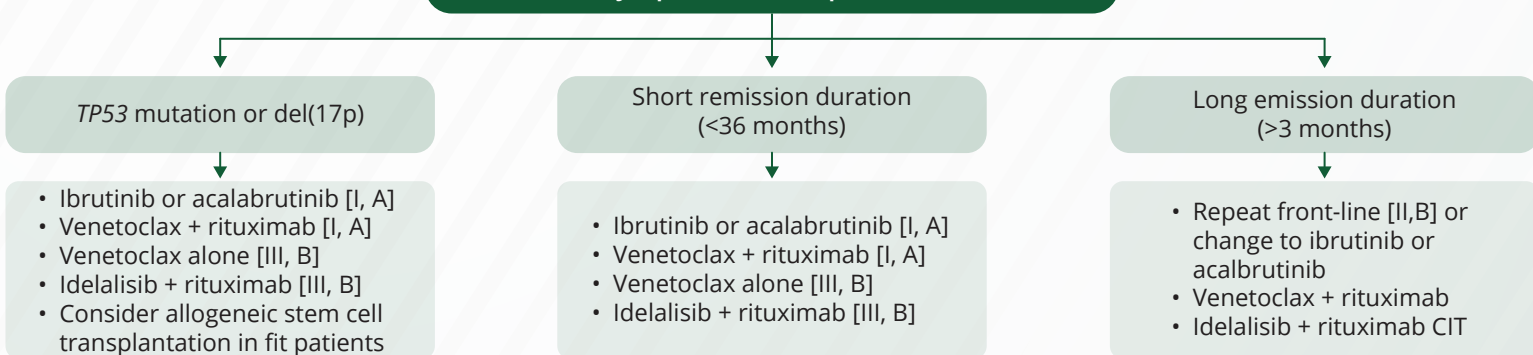 TP53 mutation or del(17p)
Short remission duration
(<36 months)
Long emission duration
(>3 months)
• Ibrutinib or acalabrutinib [I, A]
• Venetoclax + rituximab [I, A]
• Venetoclax alone [III, B]
• Idelalisib + rituximab [III, B]
• Consider allogeneic stem cell
transplantation in fit patients
• Ibrutinib or acalabrutinib [I, A]
• Venetoclax + rituximab [I, A]
• Venetoclax alone [III, B]
• Idelalisib + rituximab [III, B]
• Repeat front-line [II,B] or
change to ibrutinib or
acalbrutinib
• Venetoclax + rituximab
• Idelalisib + rituximab CIT